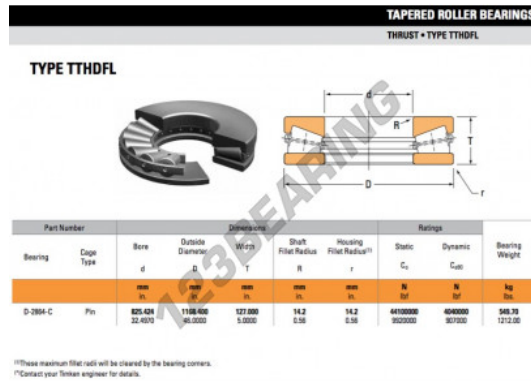 TAPERED ROLLER BEARINGS
THRUST • TYPE TTHDFL
TYPE TTHDFL
d
R
T
D
r
123BEARING
Part Number Dimensions Ratings
Bearing Cage Type Bore Outside Diameter Width Shaft Fillet Radius Housing Fillet Radius(1) Static Dynamic Bearing Weight
d D T R r
mm mm mm mm mm N N kg
in. in. in. in. in. lbf lbf lbs.
D-2864-C Pin 825.424 1168.400 127.000 14.2 14.2 44100000 4040000 549.70
32.4970 46.0000 5.0000 0.56 0.56 9920000 907000 1212.00
(1)These maximum fillet radii will be cleared by the bearing corners.
Contact your Timken engineer for details.